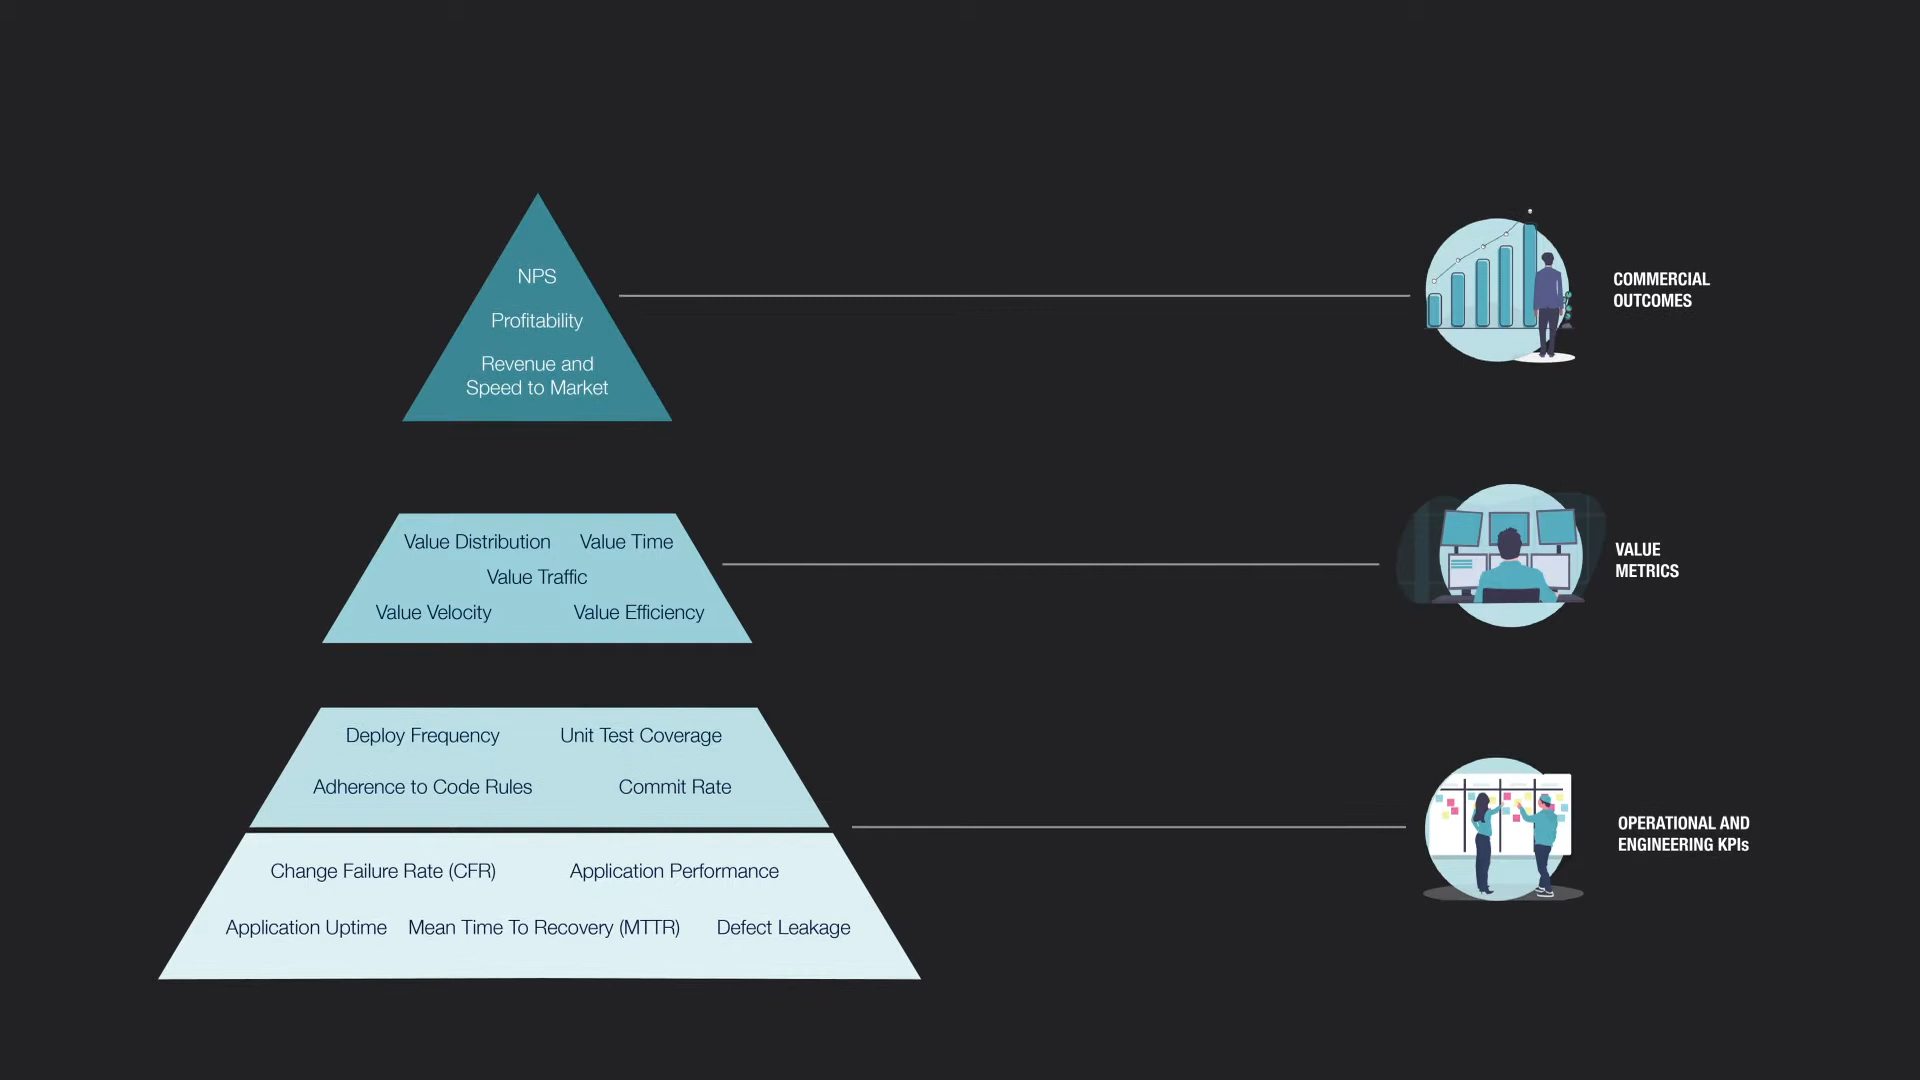 NPS
Profitability
Revenue and
Speed to Market
COMMERCIAL
OUTCOMES
Value Distribution
Value Time
Value Traffic
Value Velocity
Value Efficiency
VALUE
METRICS
Deploy Frequency
Unit Test Coverage
Adherence to Code Rules
Commit Rate
Change Failure Rate (CFR)
Application Performance
Application Uptime
Mean Time To Recovery (MTTR)
Defect Leakage
OPERATIONAL AND
ENGINEERING KPIs